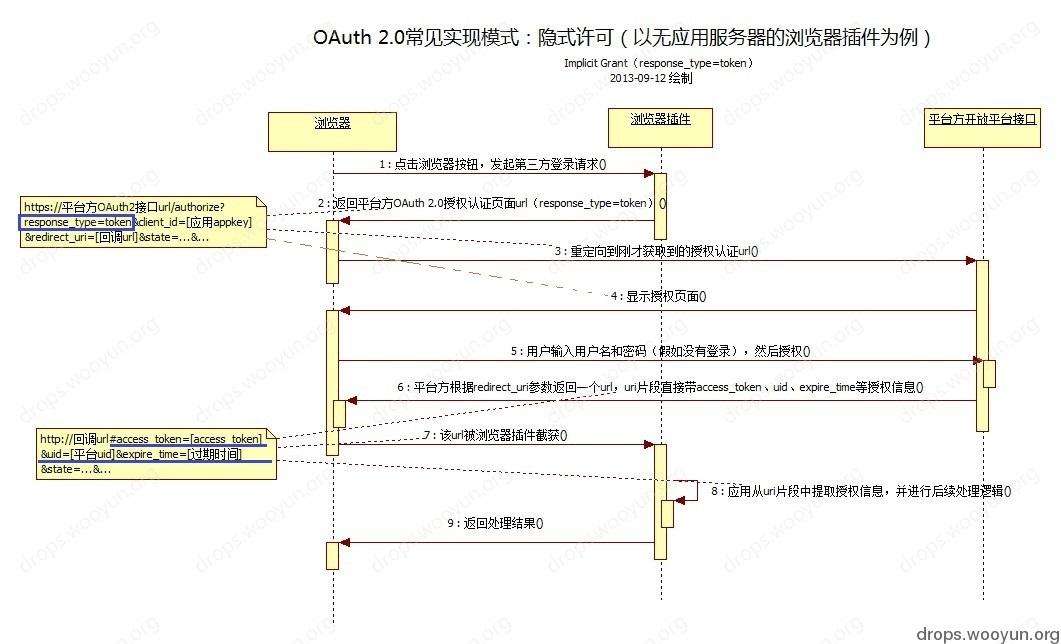 OAuth 2.0常见实现模式：隐式许可（以无应用服务器的浏览器插件为例）
Implicit Grant（response_type=token）
2013-09-12 绘制
浏览器
浏览器插件
平台方开放平台接口
1 : 点击浏览器按钮，发起第三方登录请求()
https://平台方OAuth2接口url/authorize?
response_type=token&client_id=[应用appkey]
&redirect_uri=[回调url]&state=...&...
2 : 返回平台方OAuth 2.0授权认证页面url（response_type=token）()
3 : 重定向到刚才获取到的授权认证url()
4 : 显示授权页面()
5 : 用户输入用户名和密码（假如没有登录），然后授权()
6 : 平台方根据redirect_uri参数返回一个url，uri片段直接带access_token、uid、expire_time等授权信息()
http://回调url#access_token=[access_token]
&uid=[平台uid]&expire_time=[过期时间]
&state=...&...
7 : 该url被浏览器插件截获()
8 : 应用从uri片段中提取授权信息，并进行后续处理逻辑()
9 : 返回处理结果()
drops.wooyun.org